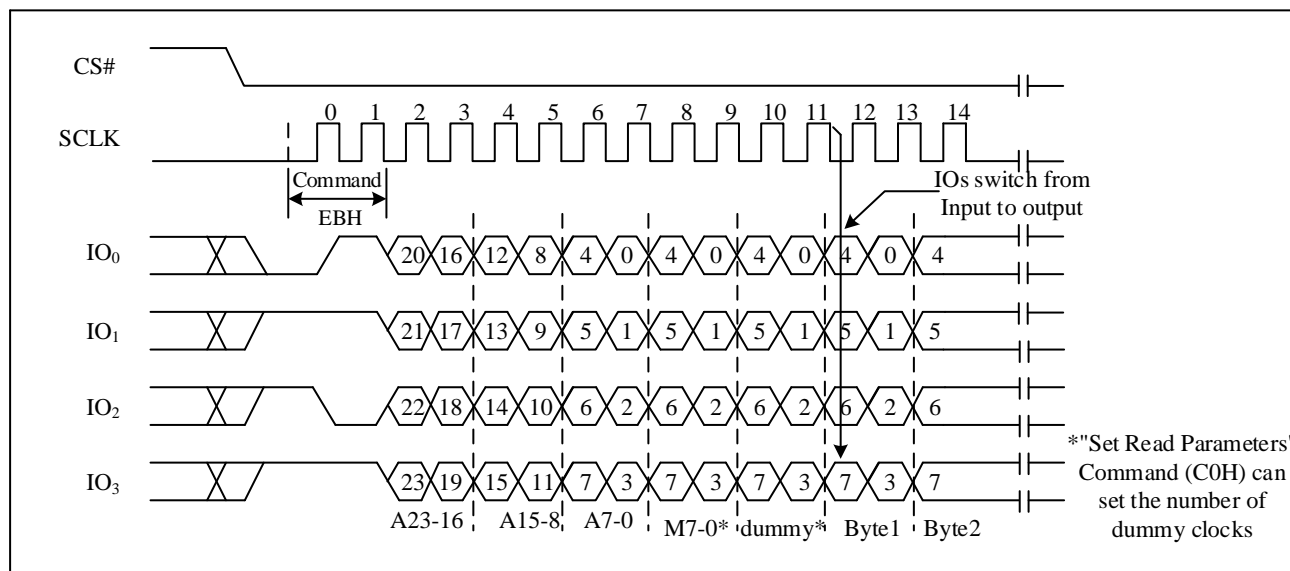 CS#
0 1 2 3 4 5 6 7 8 9 10 11 12 13 14
SCLK
Command
EBH
IOs switch from
Input to output
IO0 20 16 12 8 4 0 4 0 4 0 4 0 4
IO1 21 17 13 9 5 1 5 1 5 1 5 1 5
IO2 22 18 14 10 6 2 6 2 6 2 6 2 6
IO3 23 19 15 11 7 3 7 3 7 3 7 3 7
A23-16 A15-8 A7-0 M7-0* dummy* Byte1 Byte2
*"Set Read Parameters"
Command (C0H) can
set the number of
dummy clocks